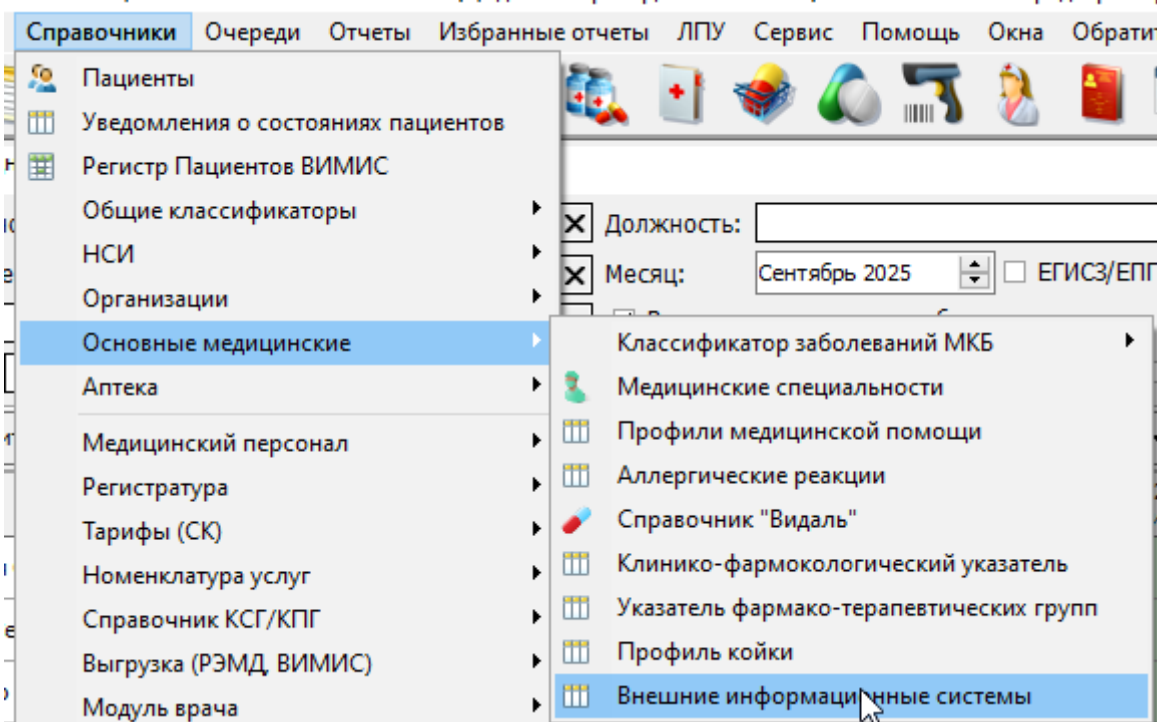 Справочники Очереди Отчеты Избранные отчеты ЛПУ Сервис Помощь Окна
Пациенты
Уведомления о состояниях пациентов
Регистр Пациентов ВИМИС
Общие классификаторы
Должность:
НСИ
Месяц: Сентябрь 2025
Организации
Основные медицинские
Аптека
Медицинский персонал
Регистратура
Тарифы (СК)
Номенклатура услуг
Справочник КСГ/КПГ
Выгрузка (РЭМД, ВИМИС)
Модуль врача
Классификатор заболеваний МКБ
Медицинские специальности
Профили медицинской помощи
Аллергические реакции
Справочник "Видаль"
Клинико-фармокологический указатель
Указатель фармако-терапевтических групп
Профиль койки
Внешние информационные системы